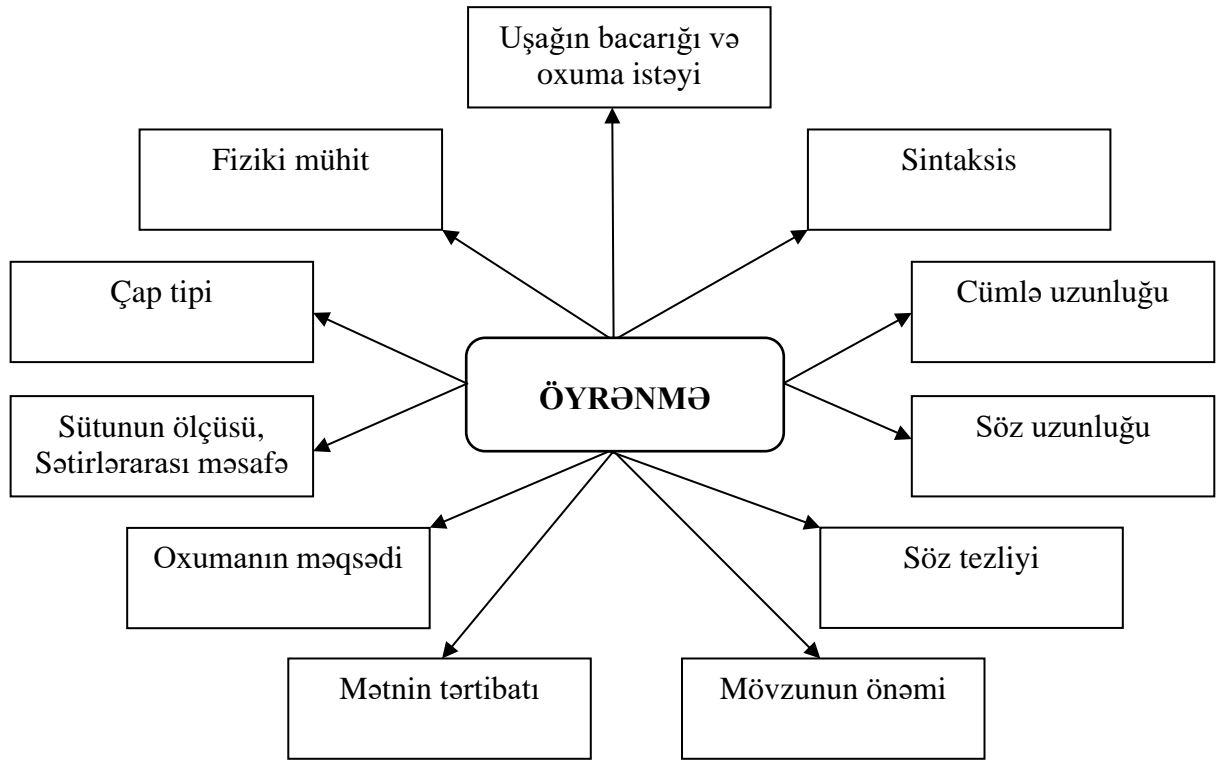 Uşağın bacarığı və
oxuma istəyi
Fiziki mühit
Sintaksis
Çap tipi
Cümlə uzunluğu
ÖYRƏNMƏ
Sütunun ölçüsü,
Sətirlərarası məsafə
Söz uzunluğu
Oxumanın məqsədi
Söz tezliyi
Mətnin tərtibatı
Mövzunun önəmi